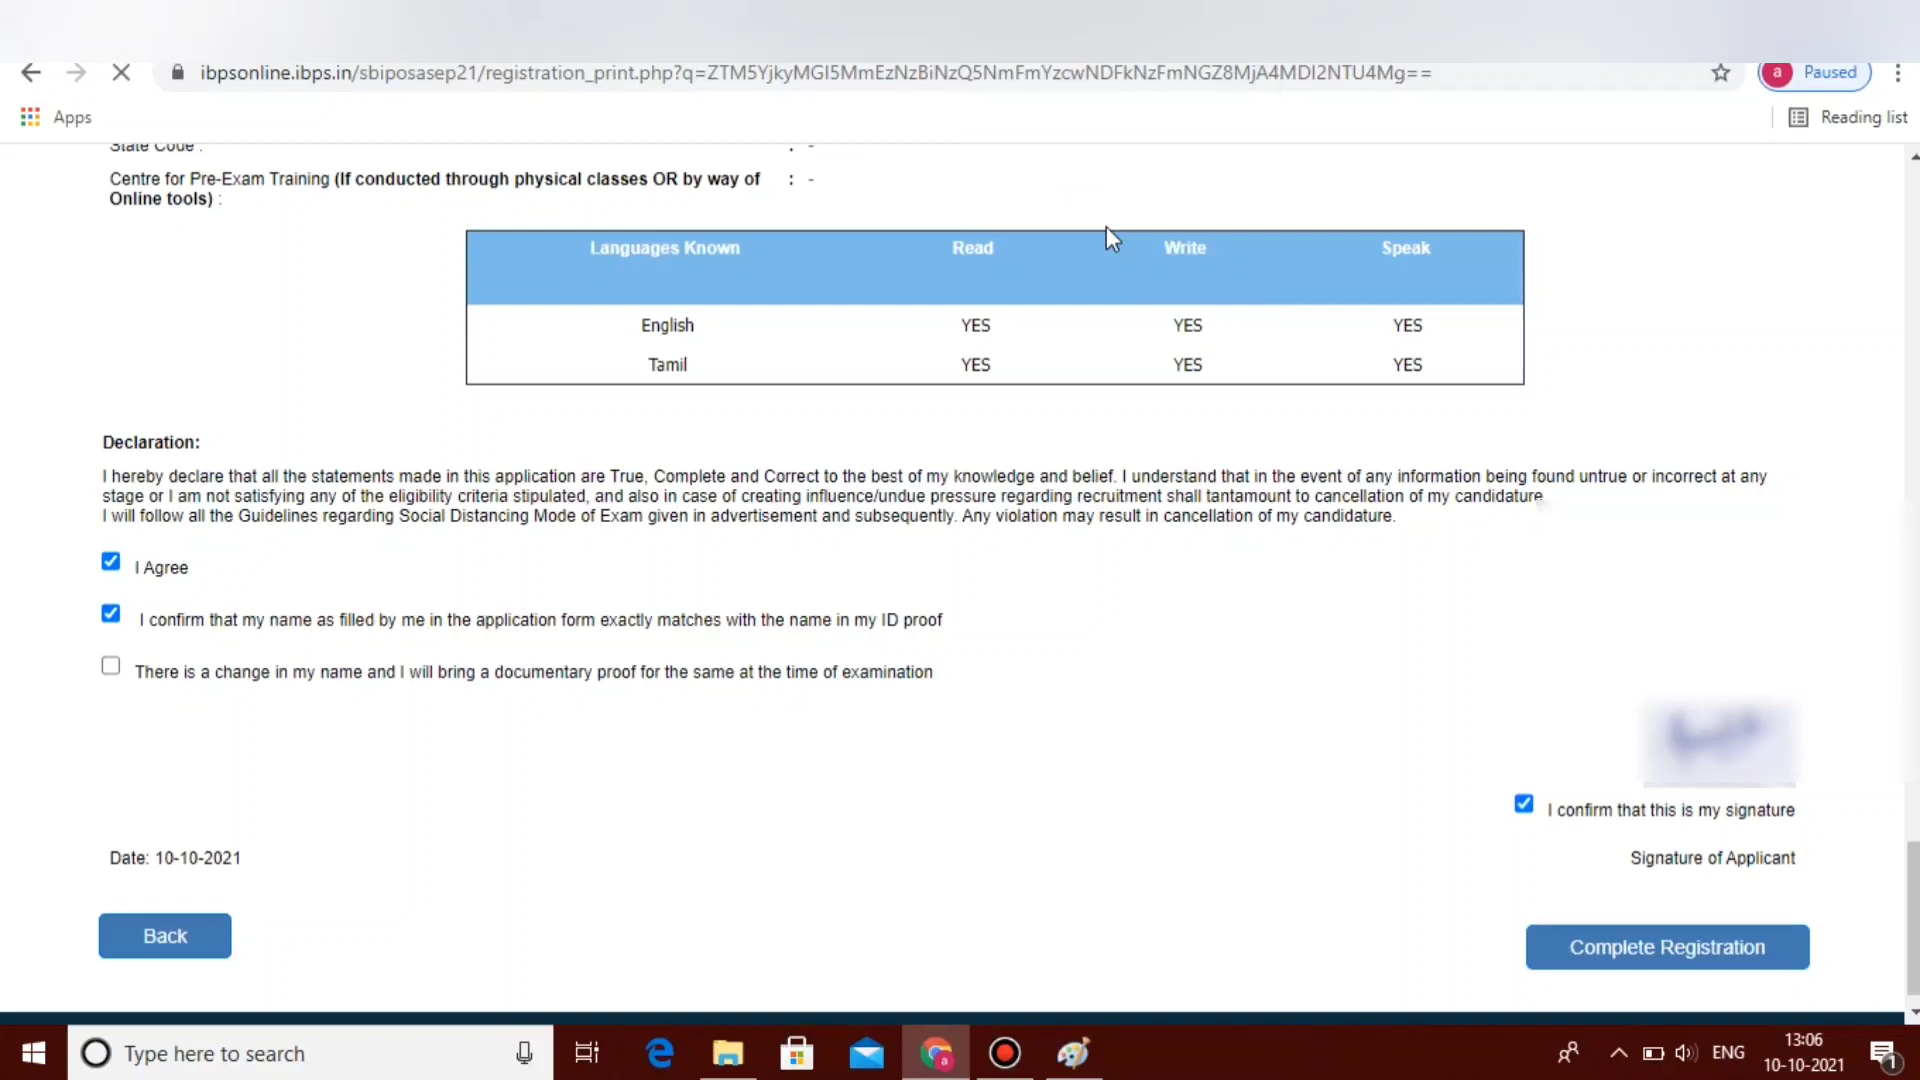 ibpsonline.ibps.in/sbiposasep21/registration_print.php?q=ZTM5YjkyMGI5MmEzNzBiNzQ5NmFmYzcwNDFkNzFmNGZ8MjA4MDI2NTU4Mg==
a Paused
Apps
Reading list
State Code : : -
Centre for Pre-Exam Training (If conducted through physical classes OR by way of : -
Online tools) :
Languages Known Read Write Speak
English YES YES YES
Tamil YES YES YES
Declaration:
I hereby declare that all the statements made in this application are True, Complete and Correct to the best of my knowledge and belief. I understand that in the event of any information being found untrue or incorrect at any
stage or I am not satisfying any of the eligibility criteria stipulated, and also in case of creating influence/undue pressure regarding recruitment shall tantamount to cancellation of my candidature
I will follow all the Guidelines regarding Social Distancing Mode of Exam given in advertisement and subsequently. Any violation may result in cancellation of my candidature.
I Agree
I confirm that my name as filled by me in the application form exactly matches with the name in my ID proof
There is a change in my name and I will bring a documentary proof for the same at the time of examination
I confirm that this is my signature
Date: 10-10-2021 Signature of Applicant
Back
Complete Registration
Type here to search
a
ENG
13:06
10-10-2021
1